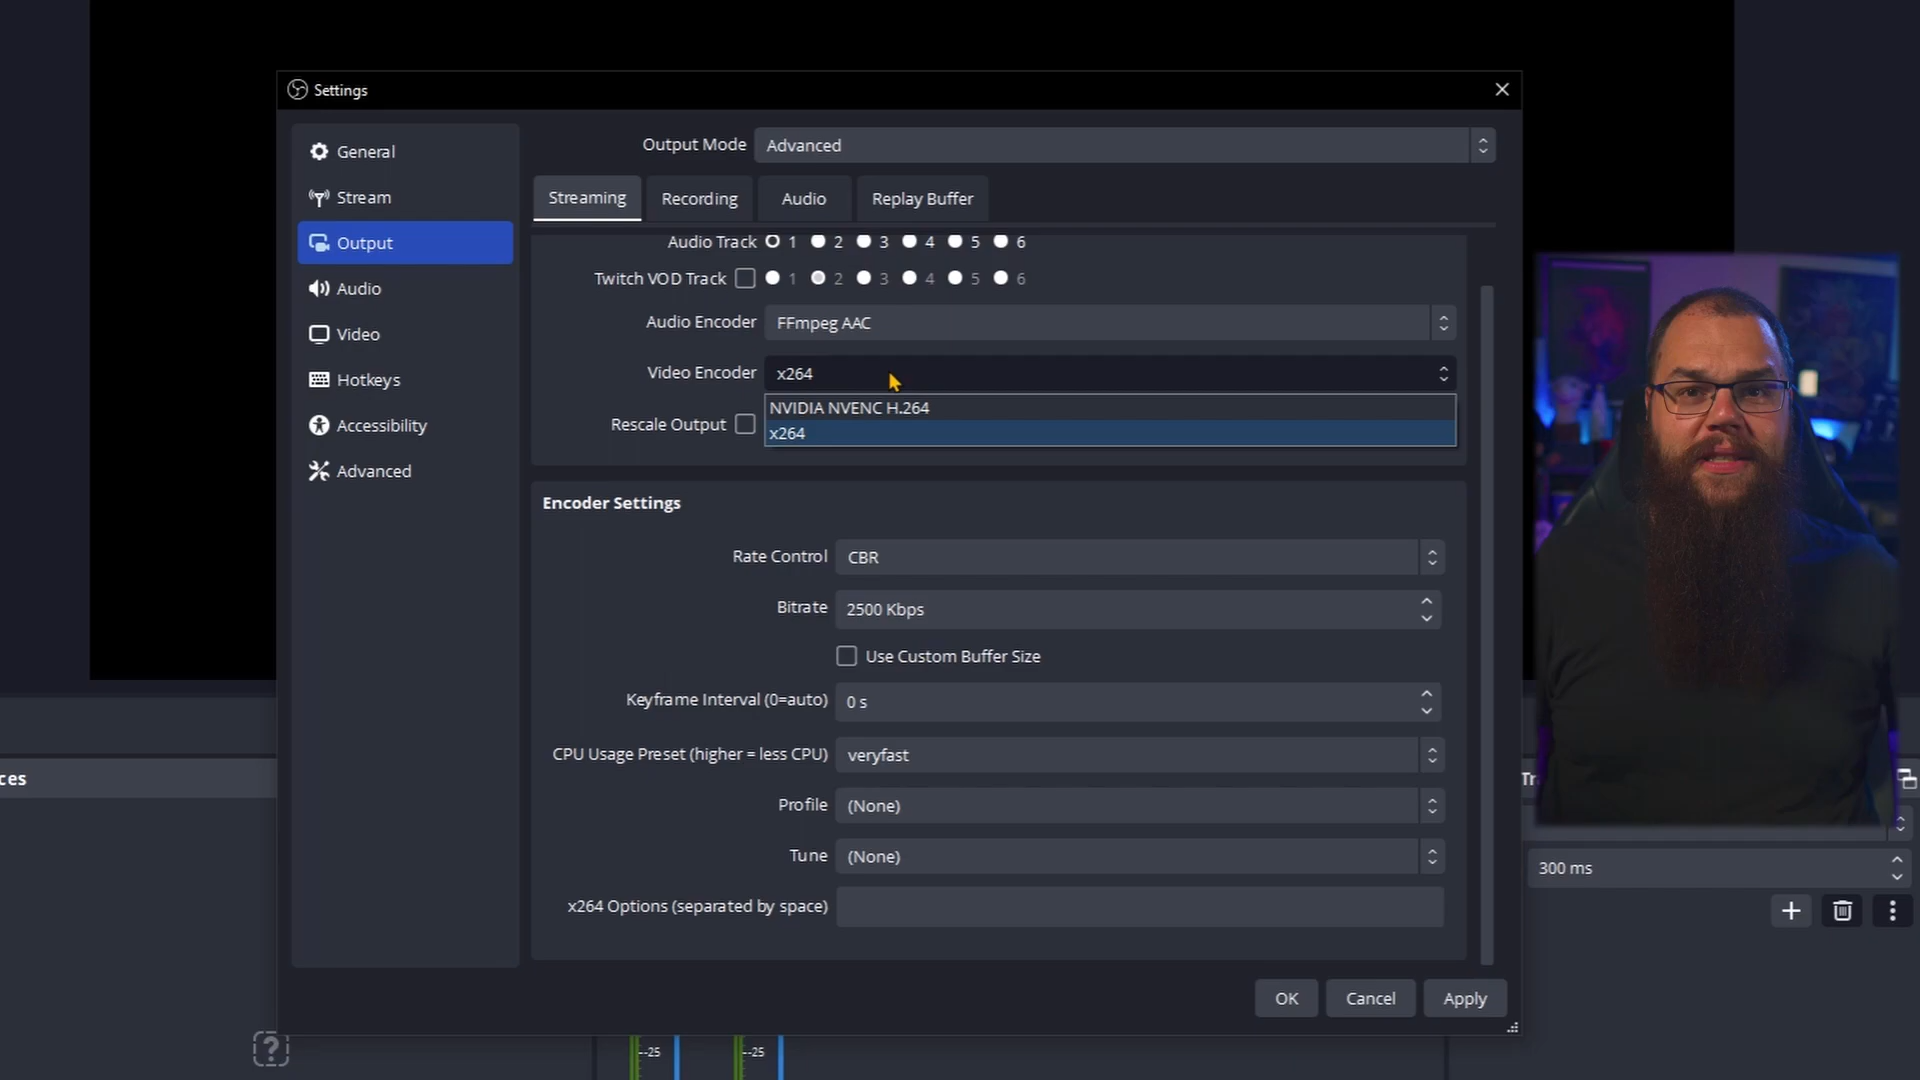 Settings
General
Stream
Output
Audio
Video
Hotkeys
Accessibility
Advanced
Output Mode Advanced
Streaming Recording Audio Replay Buffer
Audio Track 1 2 3 4 5 6
Twitch VOD Track 1 2 3 4 5 6
Audio Encoder FFmpeg AAC
Video Encoder x264
NVIDIA NVENC H.264
Rescale Output x264
Encoder Settings
Rate Control CBR
Bitrate 2500 Kbps
Use Custom Buffer Size
Keyframe Interval (0=auto) 0 s
CPU Usage Preset (higher = less CPU) veryfast
Profile (None)
Tune (None)
x264 Options (separated by space)
OK Cancel Apply
ces
Tr
300 ms
-25 -25